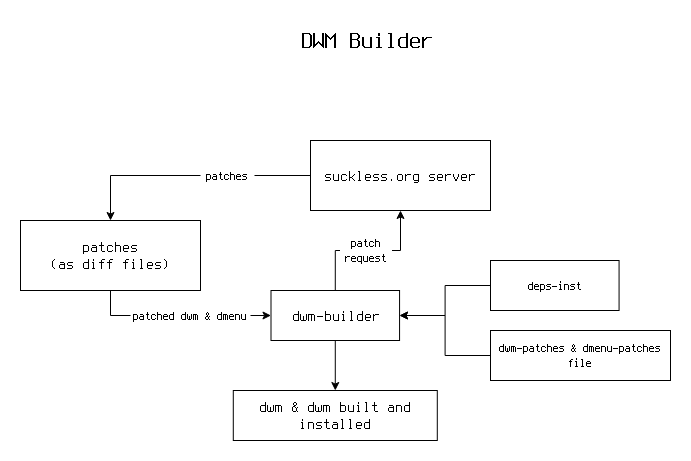 DWM Builder
suckless.org server
patches
patches
(as diff files)
patch
request
deps-inst
patched dwm & dmenu
dwm-builder
dwm-patches & dmenu-patches
file
dwm & dwm built and
installed